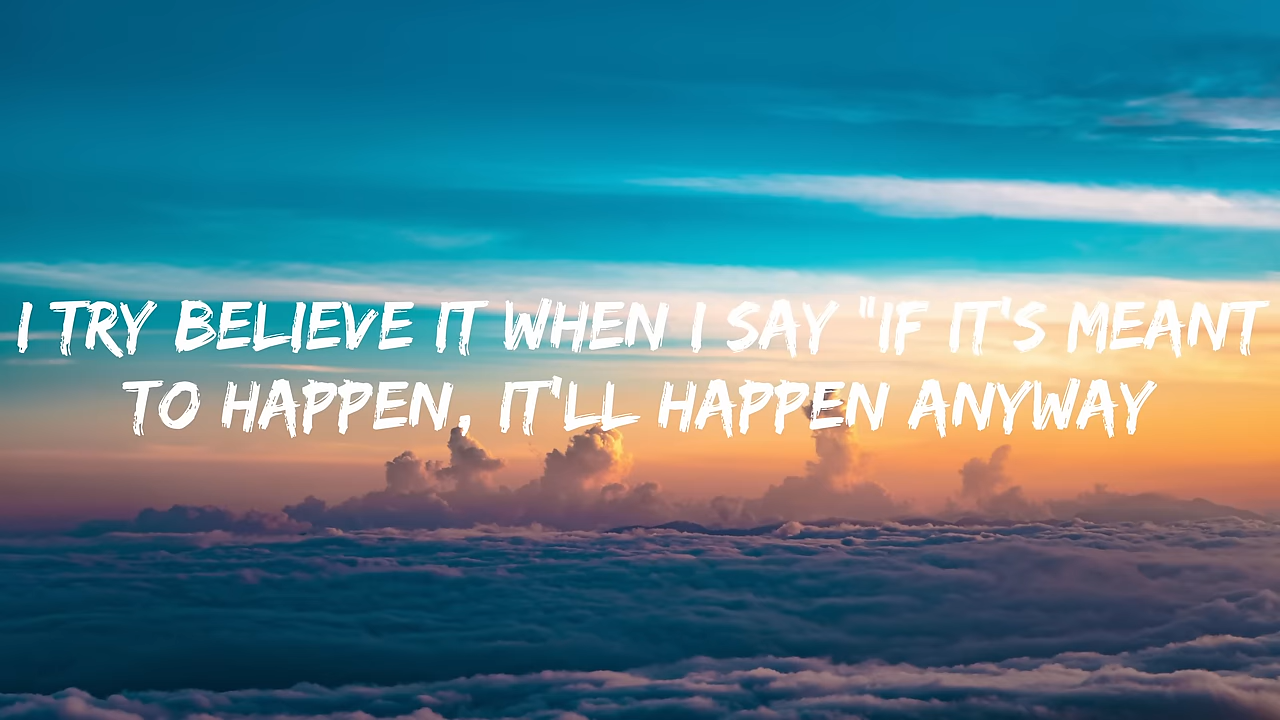 I TRY BELIEVE IT WHEN I SAY "IF IT'S MEANT
TO HAPPEN, IT'LL HAPPEN ANYWAY